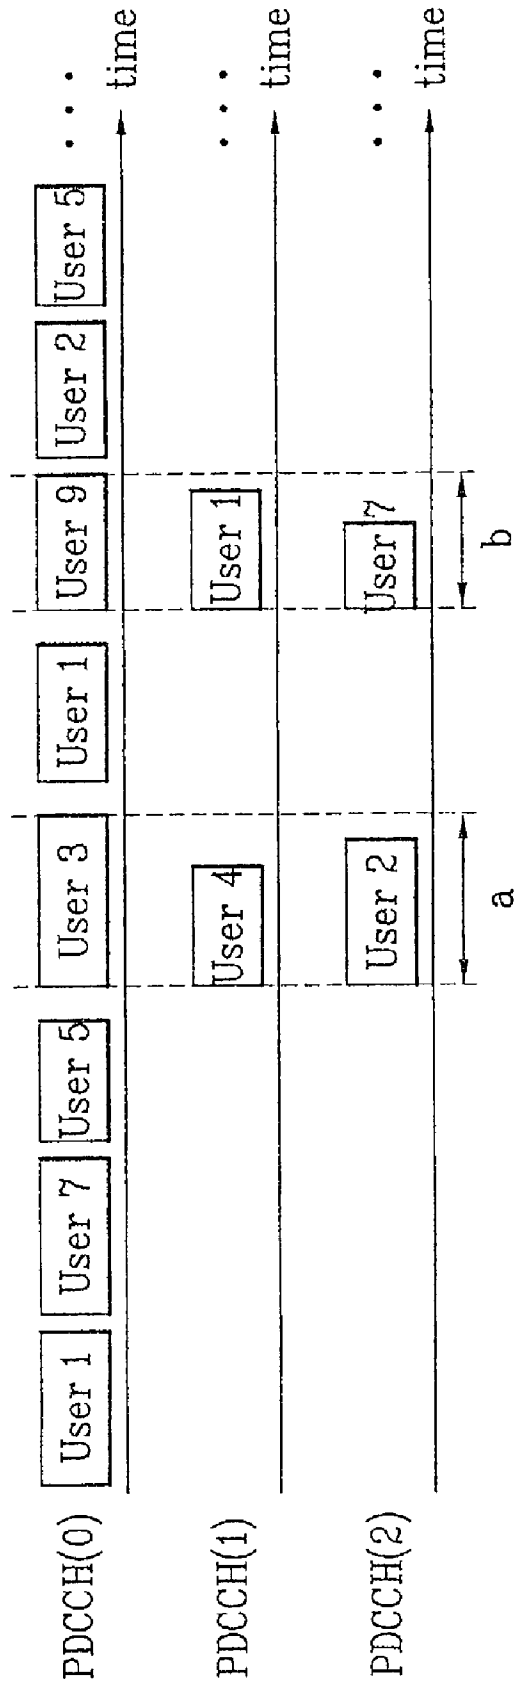 PDCCH(0) User 1 User 7 User 5 User 3 User 1 User 9 User 2 User 5 • • •
time
PDCCH(1) User 4 User 1 • • •
time
PDCCH(2) User 2 User 7 • • •
time
a b